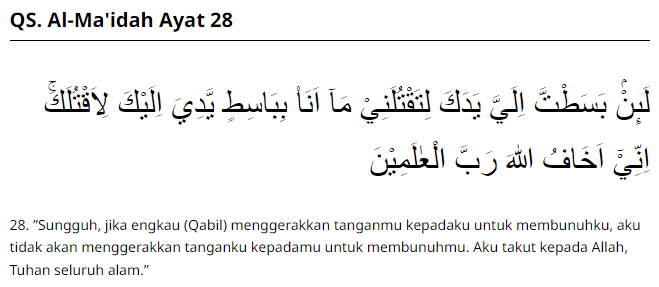 QS. Al-Ma'idah Ayat 28
لَىِٕنْۢ بَسَطْتَّ اِلَيَّ يَدَكَ لِتَقْتُلَنِيْ مَآ اَنَا۠ بِبَاسِطٍ يَّدِيَ اِلَيْكَ لِاَقْتُلَكَۚ
اِنِّيْٓ اَخَافُ اللّٰهَ رَبَّ الْعٰلَمِيْنَ
28. ”Sungguh, jika engkau (Qabil) menggerakkan tanganmu kepadaku untuk membunuhku, aku
tidak akan menggerakkan tanganku kepadamu untuk membunuhmu. Aku takut kepada Allah,
Tuhan seluruh alam.”